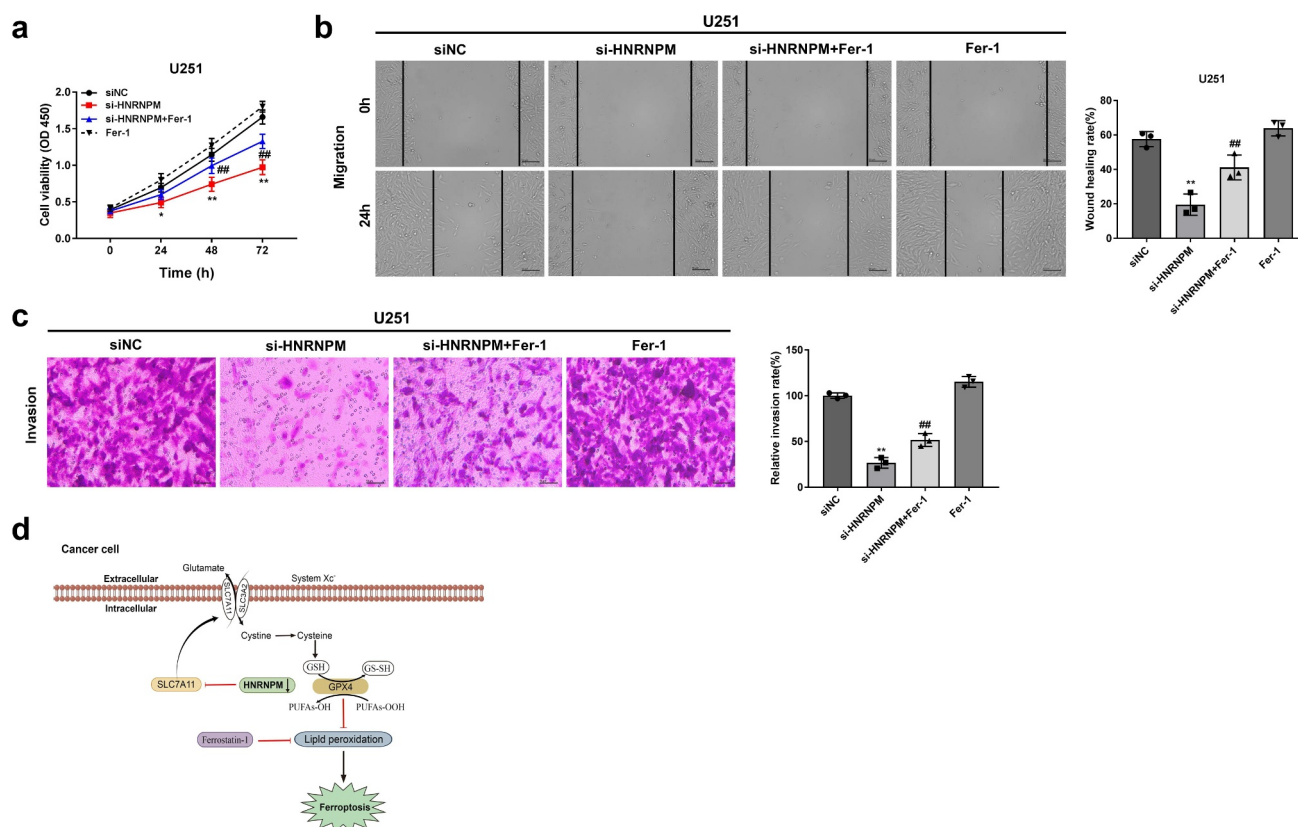 a
U251
siNC
si-HNRNPM
si-HNRNPM+Fer-1
Fer-1
Cell viability (OD 450)
2.0
1.5
1.0
0.5
0.0
##
##
*
**
**
0 24 48 72
Time (h)
b
U251
siNC si-HNRNPM si-HNRNPM+Fer-1 Fer-1
Migration
0h
24h
U251
Wound healing rate(%)
80
60
40
20
0
**
##
siNC
si-HNRNPM
si-HNRNPM+Fer-1
Fer-1
c
U251
siNC si-HNRNPM si-HNRNPM+Fer-1 Fer-1
Invasion
Relative invasion rate(%)
150
100
50
0
**
##
siNC
si-HNRNPM
si-HNRNPM+Fer-1
Fer-1
d
Cancer cell
Glutamate
System Xc-
Extracellular
Intracellular
SLC7A11
SLC3A2
Cystine Cysteine
GSH GS-SH
SLC7A11 HNRNPM GPX4
PUFAs-OH PUFAs-OOH
Ferrostatin-1 Lipld peroxidation
Ferroptosis